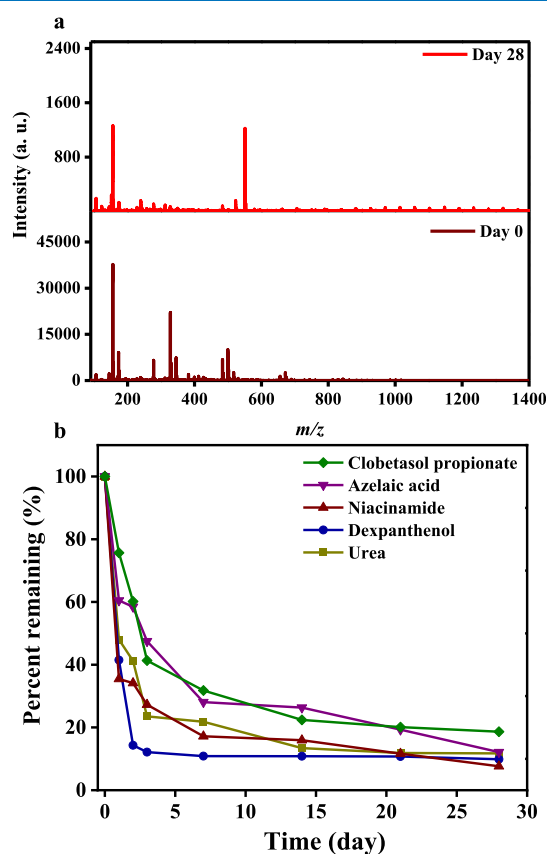 a
2400
1600
800
Day 28
Intensity (a. u.)
45000
30000
15000
0
Day 0
200 400 600 800 1000 1200 1400
m/z
b
100
80
60
40
20
0
Percent remaining (%)
Clobetasol propionate
Azelaic acid
Niacinamide
Dexpanthenol
Urea
0 5 10 15 20 25 30
Time (day)